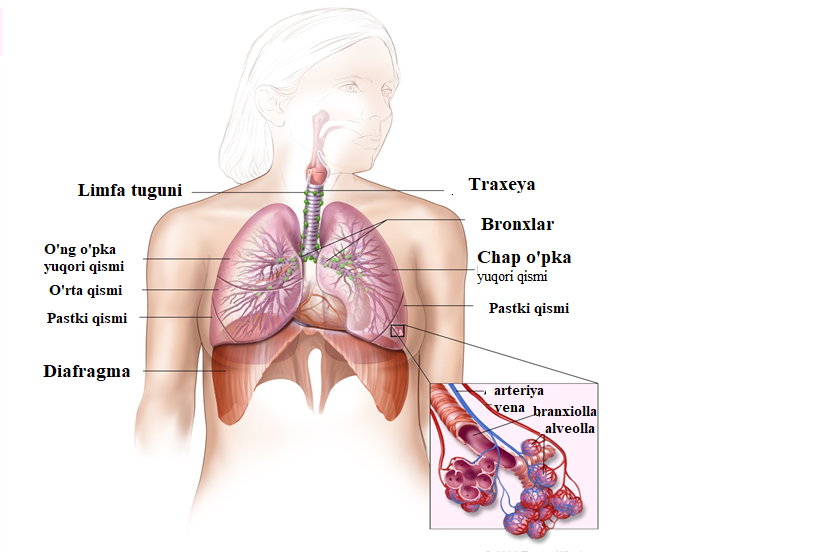 Limfa tuguni
Traxeya
Bronxlar
O'ng o'pka
yuqori qismi
Chap o'pka
yuqori qismi
O'rta qismi
Pastki qismi
Pastki qismi
Diafragma
arteriya
vena
branxiolla
alveolla